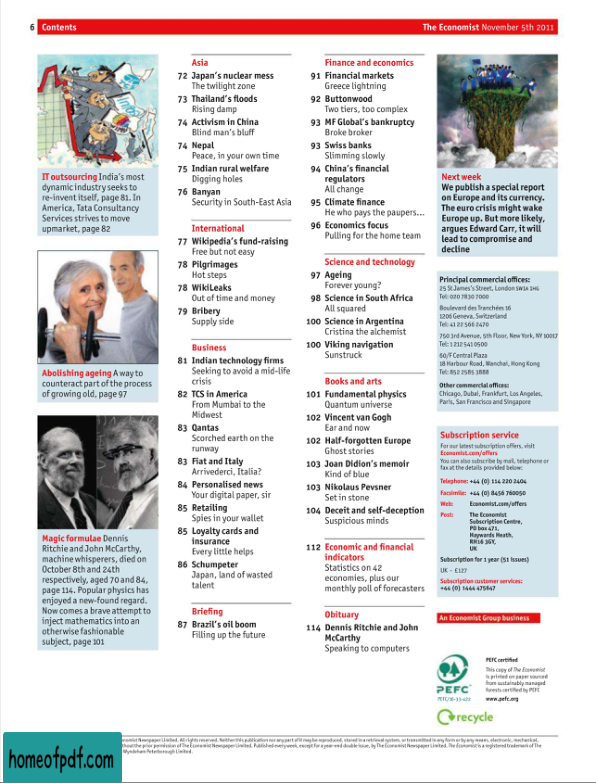 6 Contents
The Economist November 5th 2011
IT outsourcing India's most
dynamic industry seeks to
re-invent itself, page 81. In
America, Tata Consultancy
Services strives to move
upmarket, page 82
Abolishing ageing A way to
counteract part of the process
of growing old, page 97
Magic formulae Dennis
Ritchie and John McCarthy,
machine whisperers, died on
October 8th and 24th
respectively, aged 70 and 84,
page 114. Popular physics has
enjoyed a new-found regard.
Now comes a brave attempt to
inject mathematics into an
otherwise fashionable
subject, page 101
Asia
72 Japan's nuclear mess
The twilight zone
73 Thailand's floods
Rising damp
74 Activism in China
Blind man's bluff
74 Nepal
Peace, in your own time
75 Indian rural welfare
Digging holes
76 Banyan
Security in South-East Asia
International
77 Wikipedia's fund-raising
Free but not easy
78 Pilgrimages
Hot steps
78 WikiLeaks
Out of time and money
79 Bribery
Supply side
Business
81 Indian technology firms
Seeking to avoid a mid-life
crisis
82 TCS in America
From Mumbai to the
Midwest
83 Qantas
Scorched earth on the
runway
83 Fiat and Italy
Arrivederci, Italia?
84 Personalised news
Your digital paper, sir
85 Retailing
Spies in your wallet
85 Loyalty cards and
insurance
Every little helps
86 Schumpeter
Japan, land of wasted
talent
Briefing
87 Brazil's oil boom
Filling up the future
Finance and economics
91 Financial markets
Greece lightning
92 Buttonwood
Two tiers, too complex
93 MF Global's bankruptcy
Broke broker
93 Swiss banks
Slimming slowly
94 China's financial
regulators
All change
95 Climate finance
He who pays the paupers...
96 Economics focus
Pulling for the home team
Science and technology
97 Ageing
Forever young?
98 Science in South Africa
All squared
100 Science in Argentina
Cristina the alchemist
100 Viking navigation
Sunstruck
Books and arts
101 Fundamental physics
Quantum universe
102 Vincent van Gogh
Ear and now
102 Half-forgotten Europe
Ghost stories
103 Joan Didion's memoir
Kind of blue
103 Nikolaus Pevsner
Set in stone
104 Deceit and self-deception
Suspicious minds
112 Economic and financial
indicators
Statistics on 42
economies, plus our
monthly poll of forecasters
Obituary
114 Dennis Ritchie and John
McCarthy
Speaking to computers
Next week
We publish a special report
on Europe and its currency.
The euro crisis might wake
Europe up. But more likely,
argues Edward Carr, it will
lead to compromise and
decline
Principal commercial offices:
25 St James's Street, London SW1A 1HG
Tel: 020 7830 7000
Boulevard des Tranchées 16
1206 Geneva, Switzerland
Tel: 41 22 566 2470
750 3rd Avenue, 5th Floor, New York, NY 10017
Tel: 1 212 541 0500
60/F Central Plaza
18 Harbour Road, Wanchai, Hong Kong
Tel: 852 2585 3888
Other commercial offices:
Chicago, Dubai, Frankfurt, Los Angeles,
Paris, San Francisco and Singapore
Subscription service
For our latest subscription offers, visit
Economist.com/offers
You can also subscribe by mail, telephone or
fax at the details provided below:
Telephone: +44 (0) 114 220 2404
Facsimile: +44 (0) 8456 760050
Web: Economist.com/offers
Post: The Economist
Subscription Centre,
PO box 471,
Haywards Heath,
RH16 3GY,
UK
Subscription for 1 year (51 issues)
UK - £127
Subscription customer services:
+44 (0) 1444 475647
An Economist Group business
PEFC
PEFC/16-33-422
PEFC certified
This copy of The Economist
is printed on paper sourced
from sustainably managed
forests certified by PEFC
www.pefc.org
recycle
Economist Newspaper Limited. All rights reserved. Neither this publication nor any part of it may be reproduced, stored in a retrieval system, or transmitted in any form or by any means, electronic, mechanical,
without the prior permission of The Economist Newspaper Limited. Published every week, except for a year-end double issue, by The Economist Newspaper Limited. The Economist is a registered trademark of The
Wyndeham Peterborough Limited.
homeofpdf.com